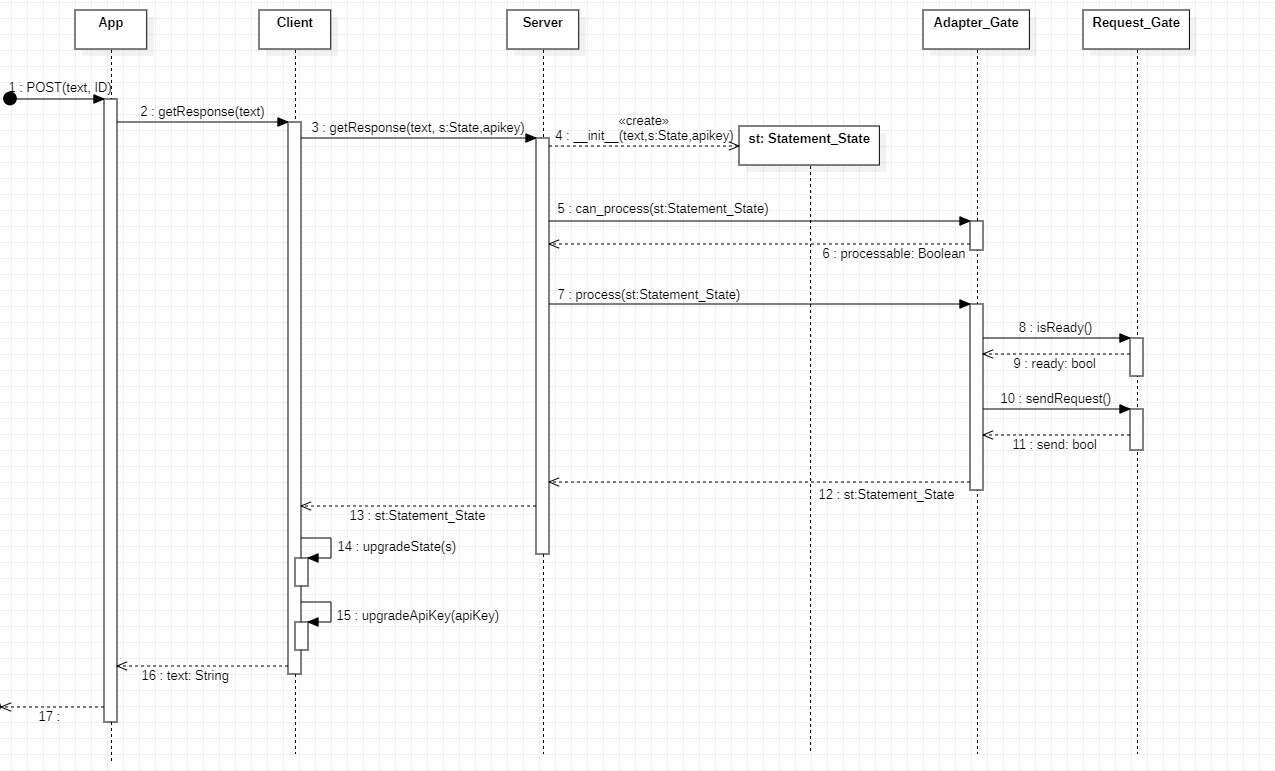 App
Client
Server
Adapter_Gate
Request_Gate
1 : POST(text, ID)
2 : getResponse(text)
3 : getResponse(text, s:State,apikey)
«create»
4 : __init__(text,s:State,apikey)
st: Statement_State
5 : can_process(st:Statement_State)
6 : processable: Boolean
7 : process(st:Statement_State)
8 : isReady()
9 : ready: bool
10 : sendRequest()
11 : send: bool
12 : st:Statement_State
13 : st:Statement_State
14 : upgradeState(s)
15 : upgradeApiKey(apiKey)
16 : text: String
17 :